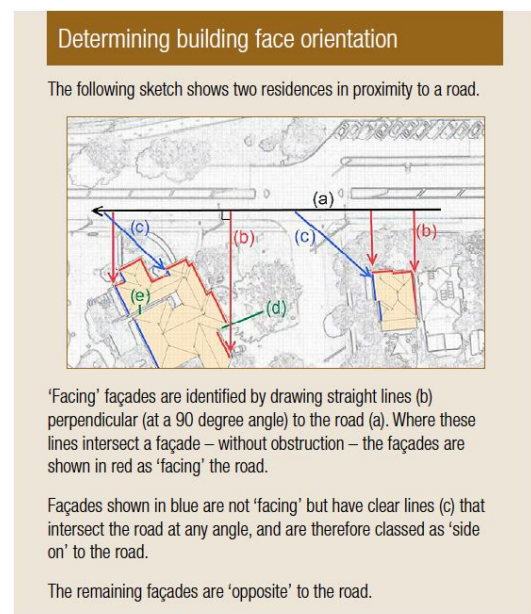 Determining building face orientation
The following sketch shows two residences in proximity to a road.
(a)
(c)
(b)
(c)
(b)
(e)
(d)
‘Facing’ façades are identified by drawing straight lines (b)
perpendicular (at a 90 degree angle) to the road (a). Where these
lines intersect a façade – without obstruction – the façades are
shown in red as ‘facing’ the road.
Façades shown in blue are not ‘facing’ but have clear lines (c) that
intersect the road at any angle, and are therefore classed as ‘side
on’ to the road.
The remaining façades are ‘opposite’ to the road.